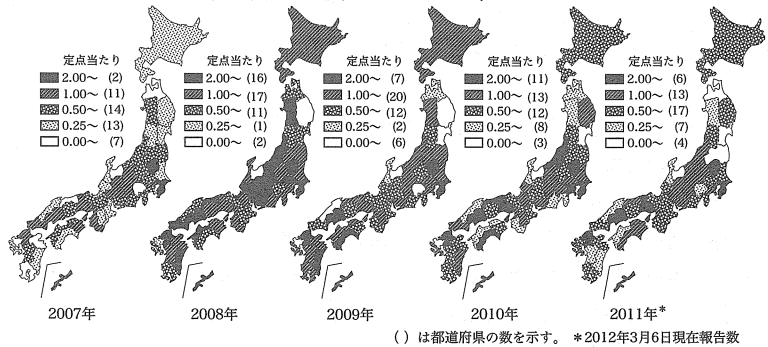 定点当たり
2.00〜 (2)
1.00〜 (11)
0.50〜 (14)
0.25〜 (13)
0.00〜 (7)
2007年
定点当たり
2.00〜 (16)
1.00〜 (17)
0.50〜 (11)
0.25〜 (1)
0.00〜 (2)
2008年
定点当たり
2.00〜 (7)
1.00〜 (20)
0.50〜 (12)
0.25〜 (2)
0.00〜 (6)
2009年
定点当たり
2.00〜 (11)
1.00〜 (13)
0.50〜 (12)
0.25〜 (8)
0.00〜 (3)
2010年
定点当たり
2.00〜 (6)
1.00〜 (13)
0.50〜 (17)
0.25〜 (7)
0.00〜 (4)
2011年*
( ) は都道府県の数を示す。 *2012年3月6日現在報告数